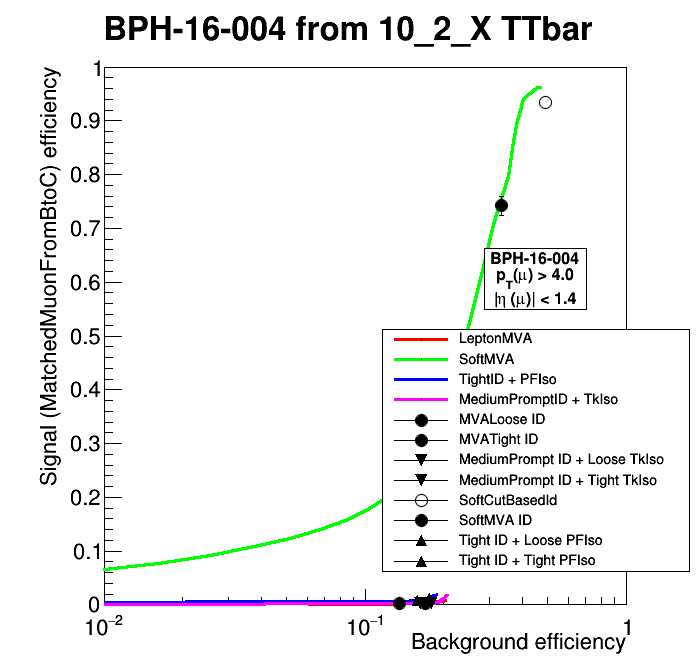 BPH-16-004 from 10_2_X TTbar
Signal (MatchedMuonFromBtoC) efficiency
1
0.9
0.8
0.7
0.6
0.5
0.4
0.3
0.2
0.1
0
BPH-16-004
p_T(μ) > 4.0
|η (μ)| < 1.4
LeptonMVA
SoftMVA
TightID + PFIso
MediumPromptID + TkIso
MVALoose ID
MVATight ID
MediumPrompt ID + Loose TkIso
MediumPrompt ID + Tight TkIso
SoftCutBasedId
SoftMVA ID
Tight ID + Loose PFIso
Tight ID + Tight PFIso
10⁻² 10⁻¹ 1
Background efficiency